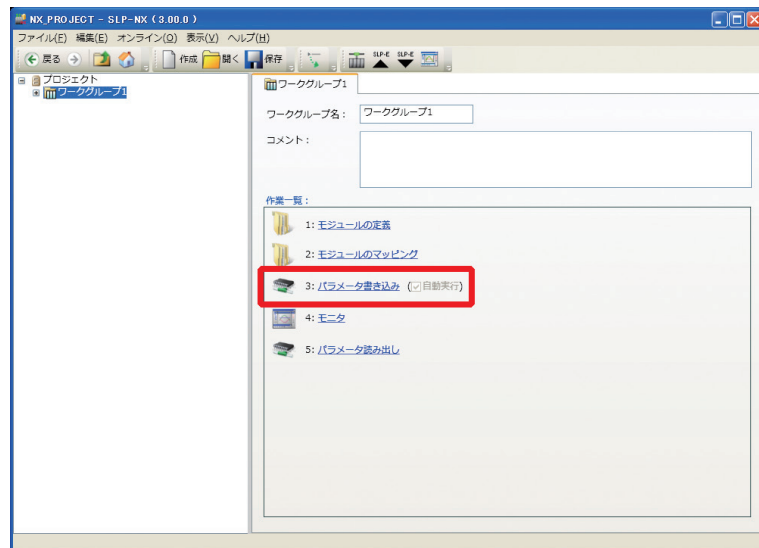 NX_PROJECT - SLP-NX ( 3.00.0 )
ファイル(F) 編集(E) オンライン(O) 表示(V) ヘルプ(H)
戻る 作成 開く 保存 SLP-E SLP-E
プロジェクト
ワークグループ1
ワークグループ1
ワークグループ名： ワークグループ1
コメント：
作業一覧：
1: モジュールの定義
2: モジュールのマッピング
3: パラメータ書き込み (自動実行)
4: モニタ
5: パラメータ読み出し